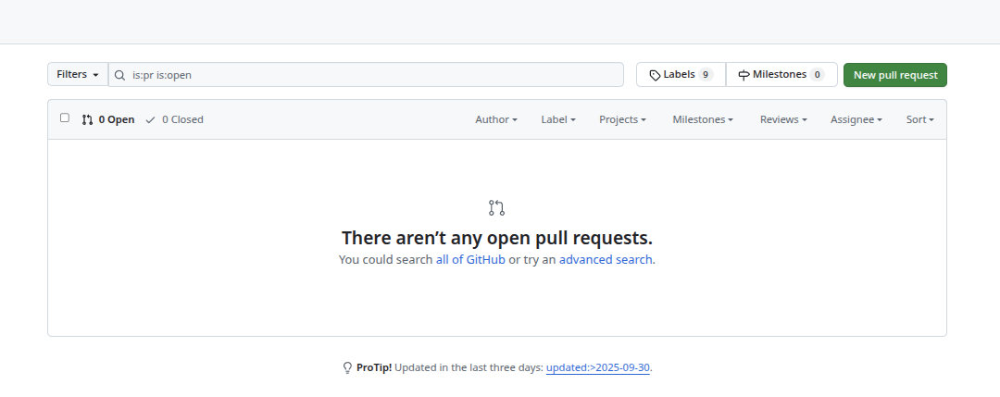 Filters is:pr is:open Labels 9 Milestones 0 New pull request
0 Open 0 Closed Author Label Projects Milestones Reviews Assignee Sort
There aren’t any open pull requests.
You could search all of GitHub or try an advanced search.
ProTip! Updated in the last three days: updated:>2025-09-30.